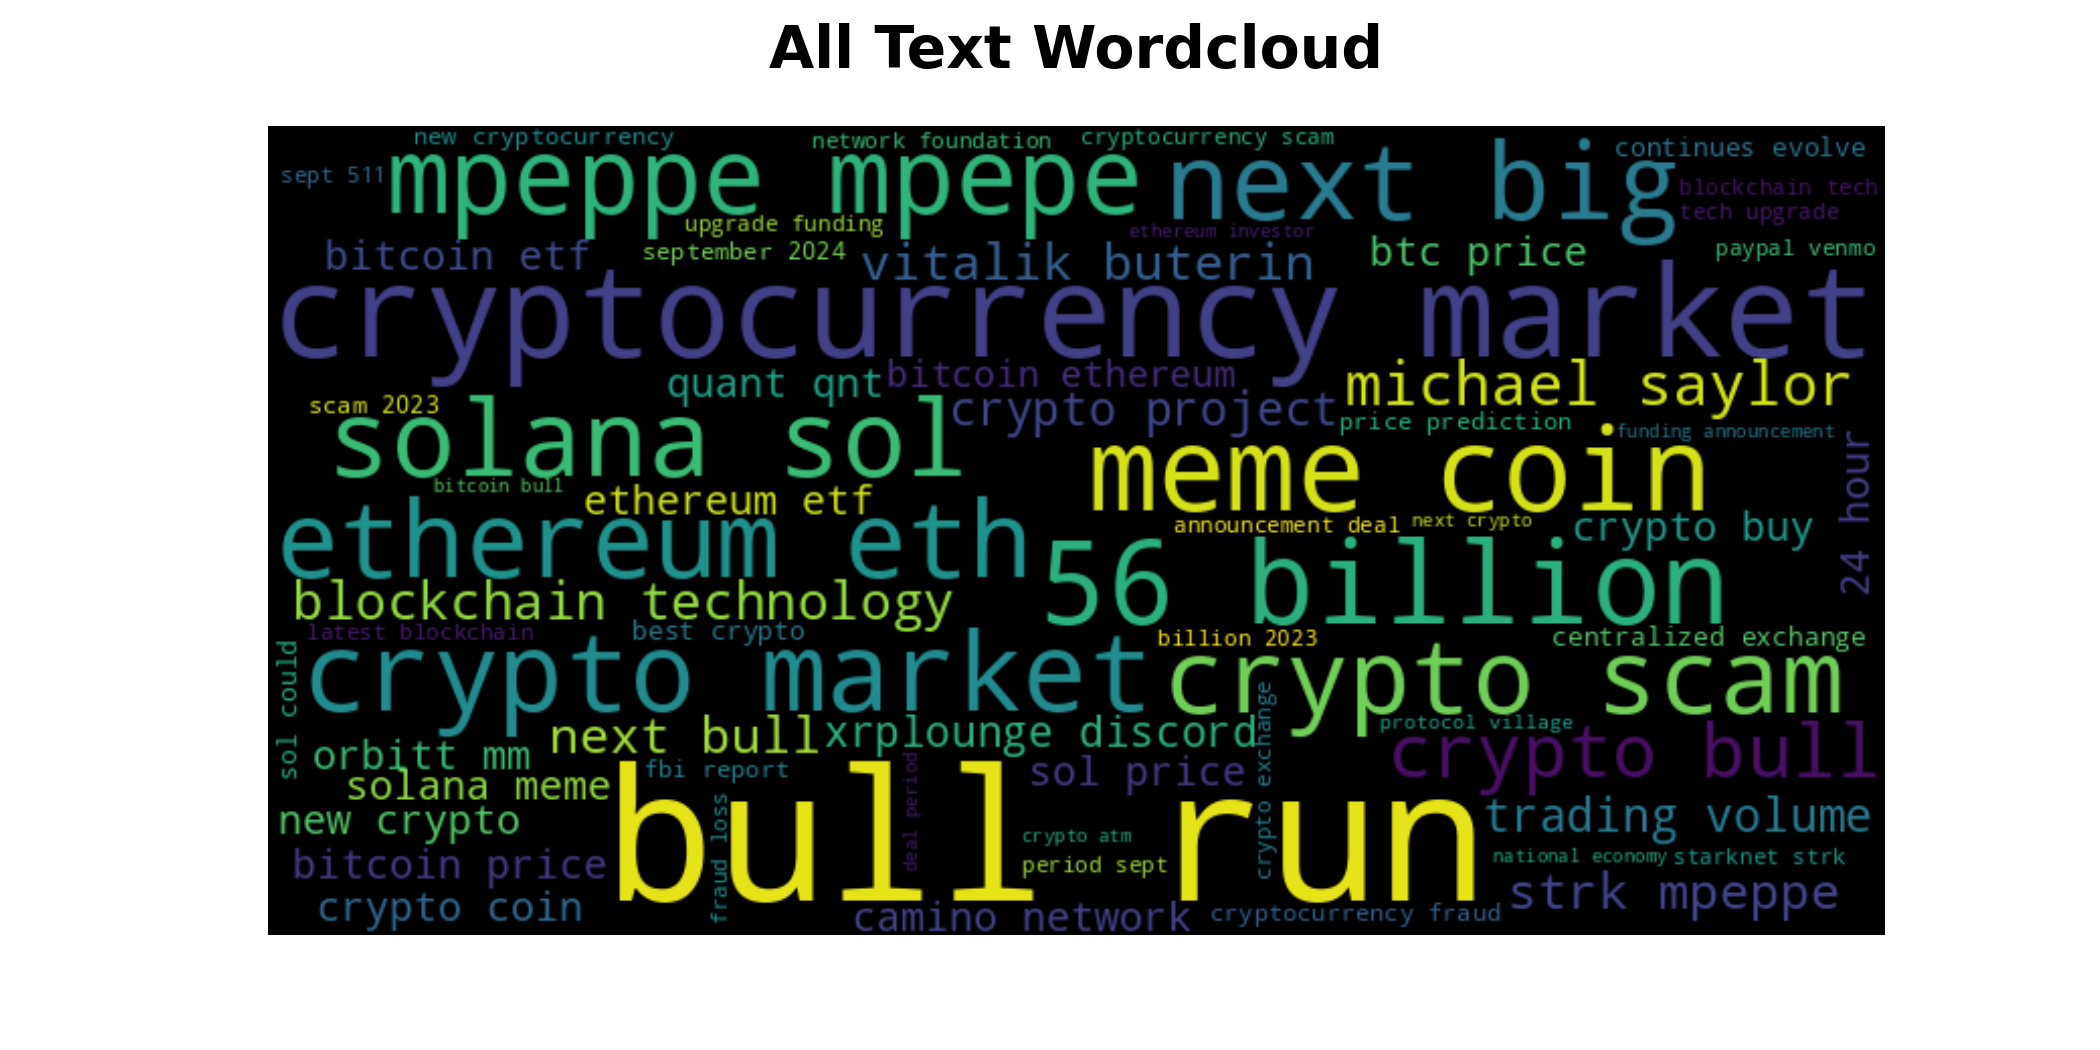 All Text Wordcloud
new cryptocurrency
network foundation
cryptocurrency scam
continues evolve
sept 511
mpeppe mpepe
next big
blockchain tech
tech upgrade
upgrade funding
ethereum investor
bitcoin etf
september 2024
vitalik buterin
btc price
paypal venmo
cryptocurrency market
quant qnt
bitcoin ethereum
michael saylor
scam 2023
solana sol
crypto project
price prediction
funding announcement
meme coin
24 hour
bitcoin bull
ethereum etf
ethereum eth
announcement deal
next crypto
crypto buy
56 billion
blockchain technology
latest blockchain
best crypto
billion 2023
centralized exchange
sol could
crypto market
crypto scam
crypto exchange
protocol village
next bull
xrplounge discord
crypto bull
orbitt mm
solana meme
fbi report
deal period
sol price
bull run
new crypto
fraud loss
crypto atm
trading volume
bitcoin price
period sept
national economy
starknet strk
crypto coin
camino network
cryptocurrency fraud
strk mpeppe